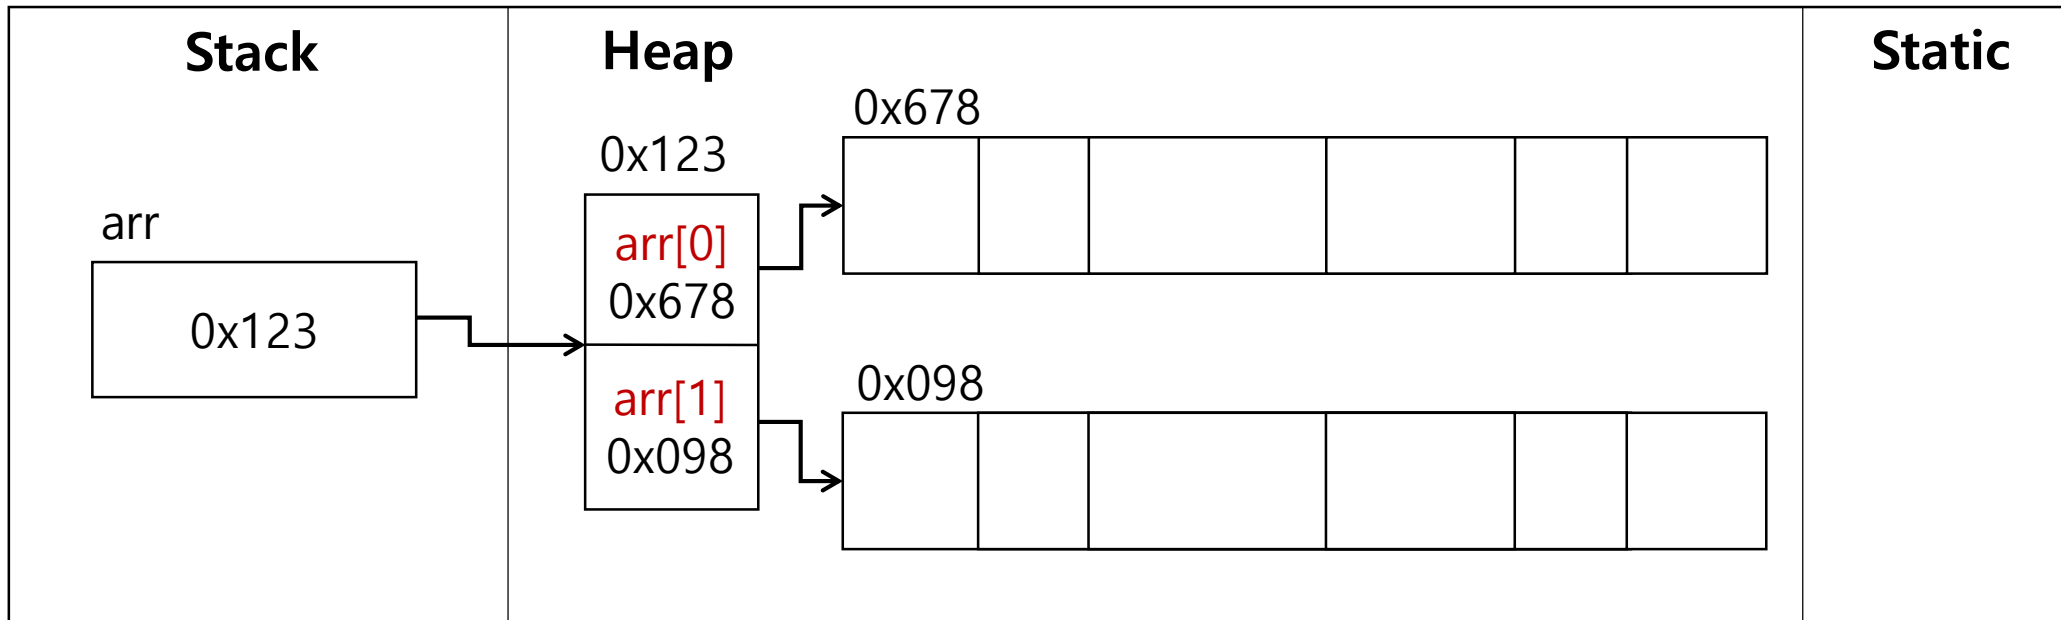 Stack
Heap
Static
0x678
0x123
arr
arr[0]
0x678
0x123
0x098
arr[1]
0x098